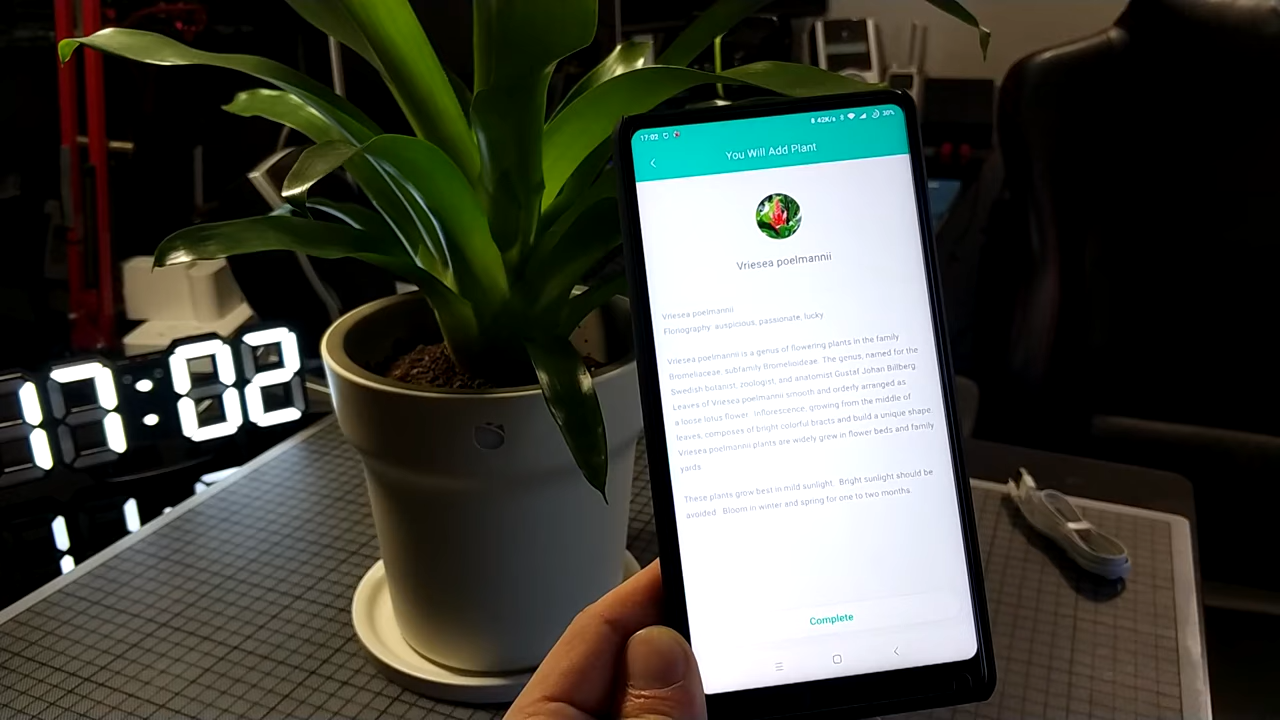 17:02
17:02
8.42K/s
30%
You Will Add Plant
Vriesea poelmannii
Vriesea poelmannii
Florography: auspicious, passionate, lucky
Vriesea poelmannii is a genus of flowering plants in the family
Bromeliaceae, subfamily Bromelioideae. The genus, named for the
Swedish botanist, zoologist, and anatomist Gustaf Johan Billberg.
Leaves of Vriesea poelmannii smooth and orderly arranged as
a loose lotus flower. Inflorescence, growing from the middle of
leaves, composes of bright colorful bracts and build a unique shape.
Vriesea poelmannii plants are widely grew in flower beds and family
yards.
These plants grow best in mild sunlight. Bright sunlight should be
avoided. Bloom in winter and spring for one to two months.
Complete